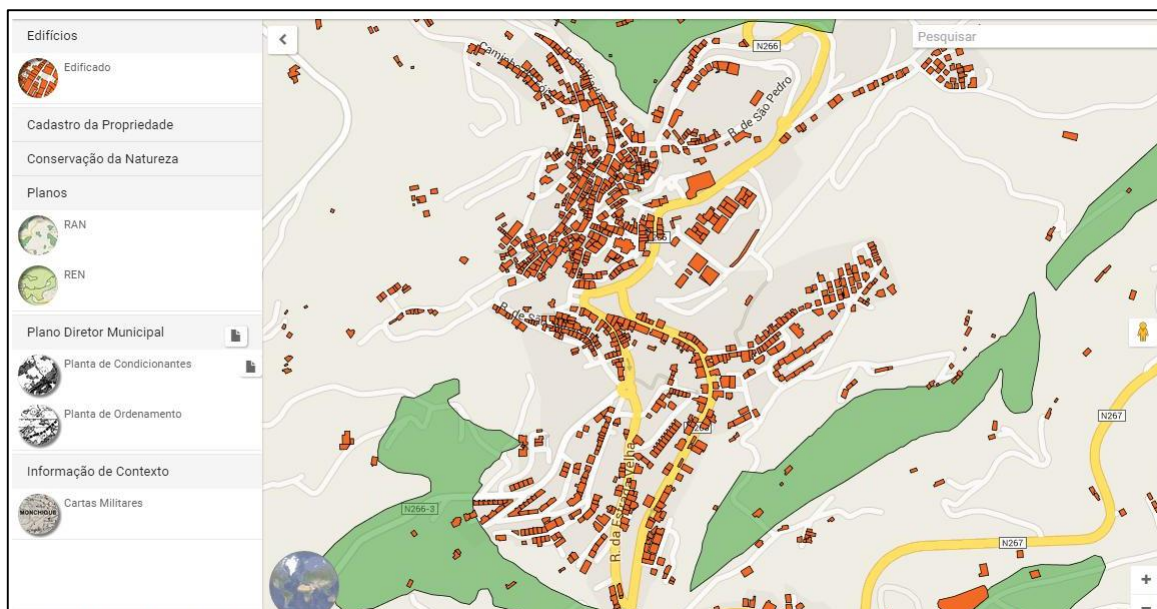 Edifícios
Edificado
Cadastro da Propriedade
Conservação da Natureza
Planos
RAN
REN
Plano Diretor Municipal
Planta de Condicionantes
Planta de Ordenamento
Informação de Contexto
Cartas Militares
MONCHIQUE
Pesquisar
N266
R. de São Pedro
N267
R. da Estrada Velha
N266-3
N267